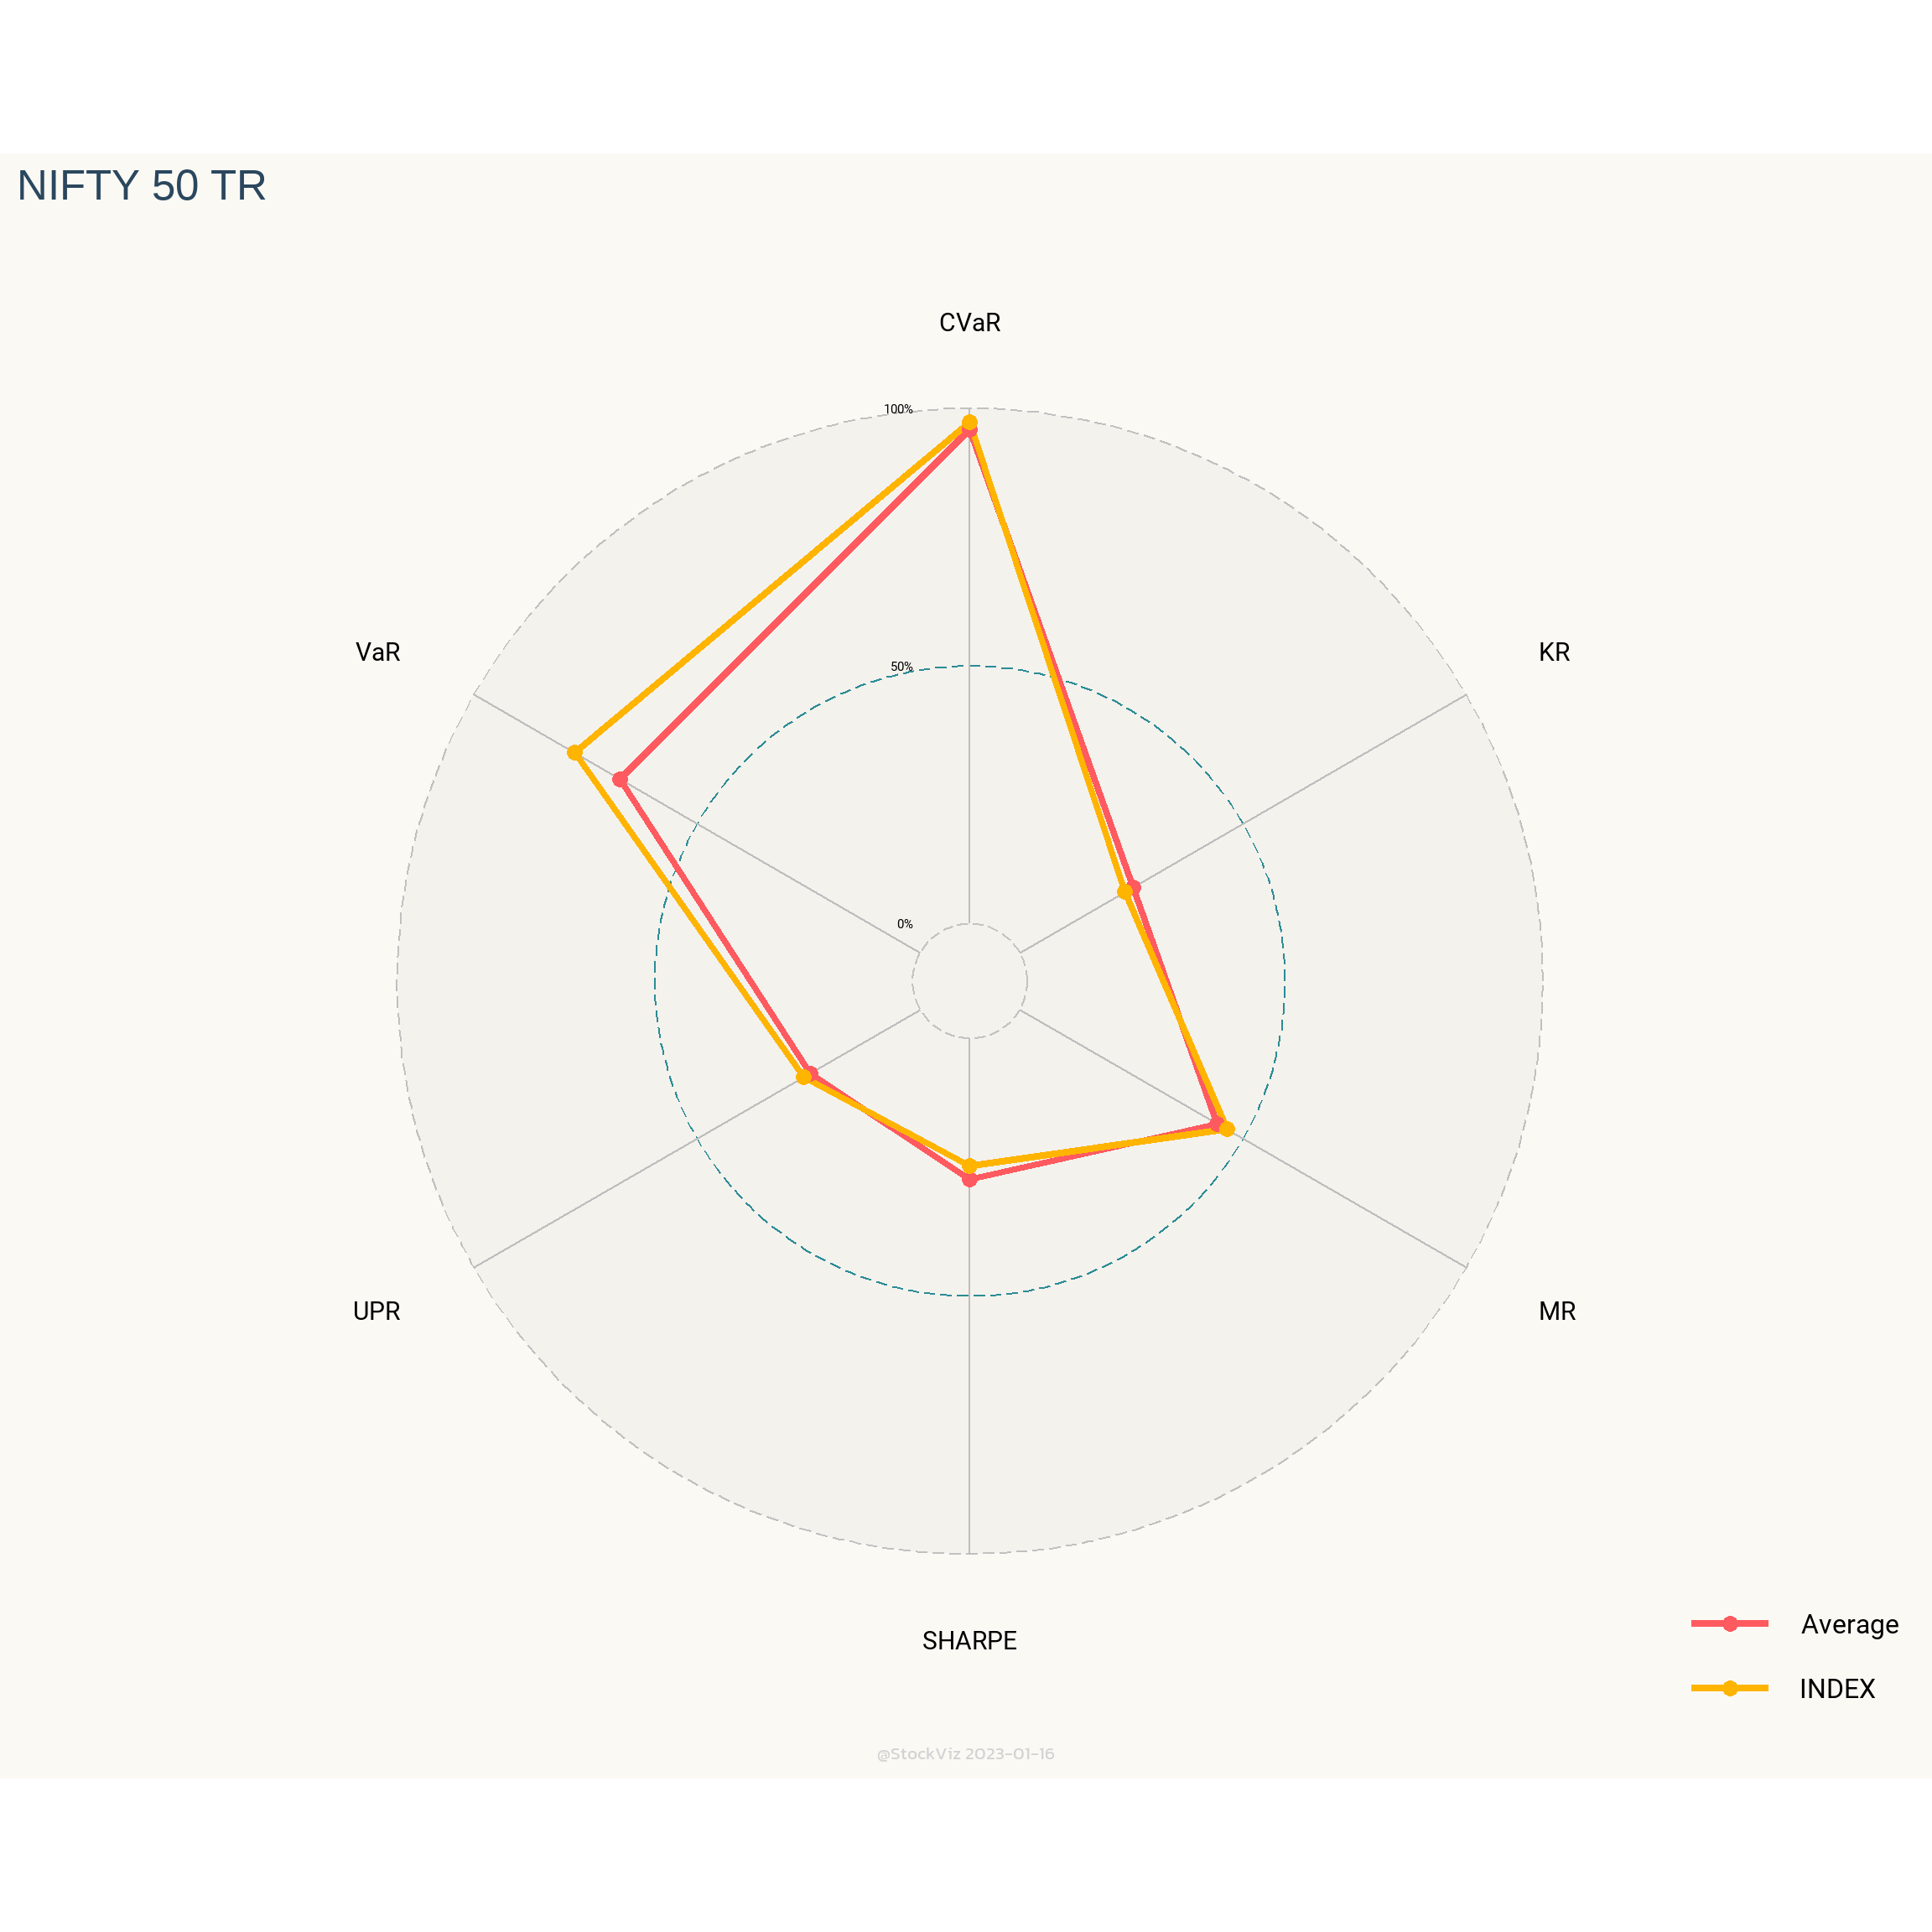 NIFTY 50 TR
CVaR
100%
VaR
KR
50%
0%
UPR
MR
SHARPE
Average
INDEX
@StockViz 2023-01-16